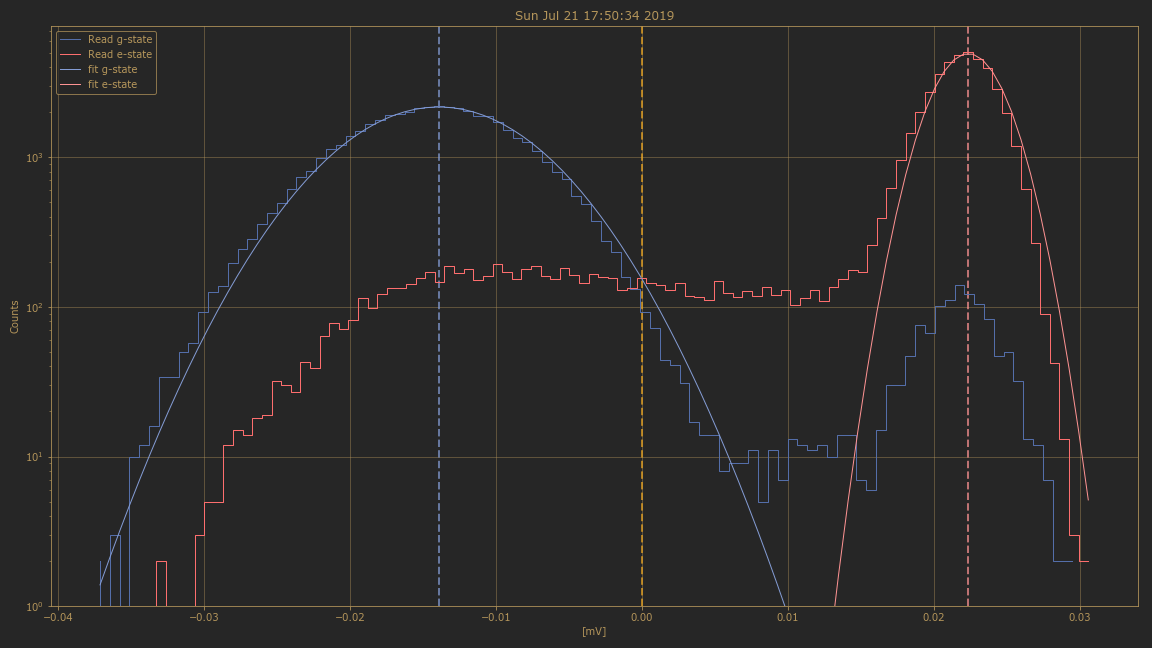 Sun Jul 21 17:50:34 2019
Read g-state
Read e-state
fit g-state
fit e-state
10³
10²
10¹
10⁰
Counts
−0.04 −0.03 −0.02 −0.01 0.00 0.01 0.02 0.03
[mV]